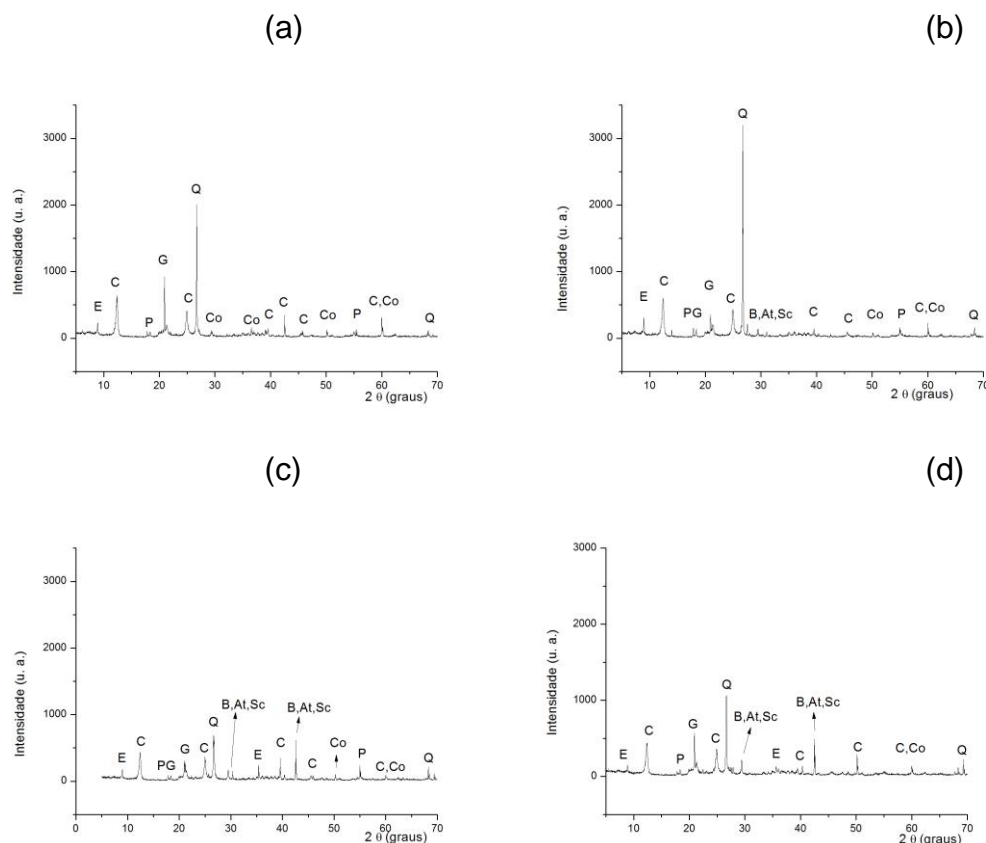 (a)
(b)
Intensidade (u. a.)
3000
2000
1000
0
Q
G
C
E
P
C
Co
Co
C
C
C
Co
P
C,Co
Q
10 20 30 40 50 60 70
2 θ (graus)
Intensidade (u. a.)
3000
2000
1000
0
Q
E
C
P G
G
C
B,At,Sc
C
C
Co
P
C,Co
Q
10 20 30 40 50 60 70
2 θ (graus)
(c)
(d)
Intensidade (u. a.)
3000
2000
1000
0
E
C
P G
G
C
Q
B,At,Sc
E
C
B,At,Sc
C
Co
P
C,Co
Q
0 10 20 30 40 50 60 70
2 θ (graus)
Intensidade (u. a.)
3000
2000
1000
0
E
C
P
G
C
Q
B,At,Sc
E
C
B,At,Sc
C
C,Co
Q
10 20 30 40 50 60 70
2 θ (graus)